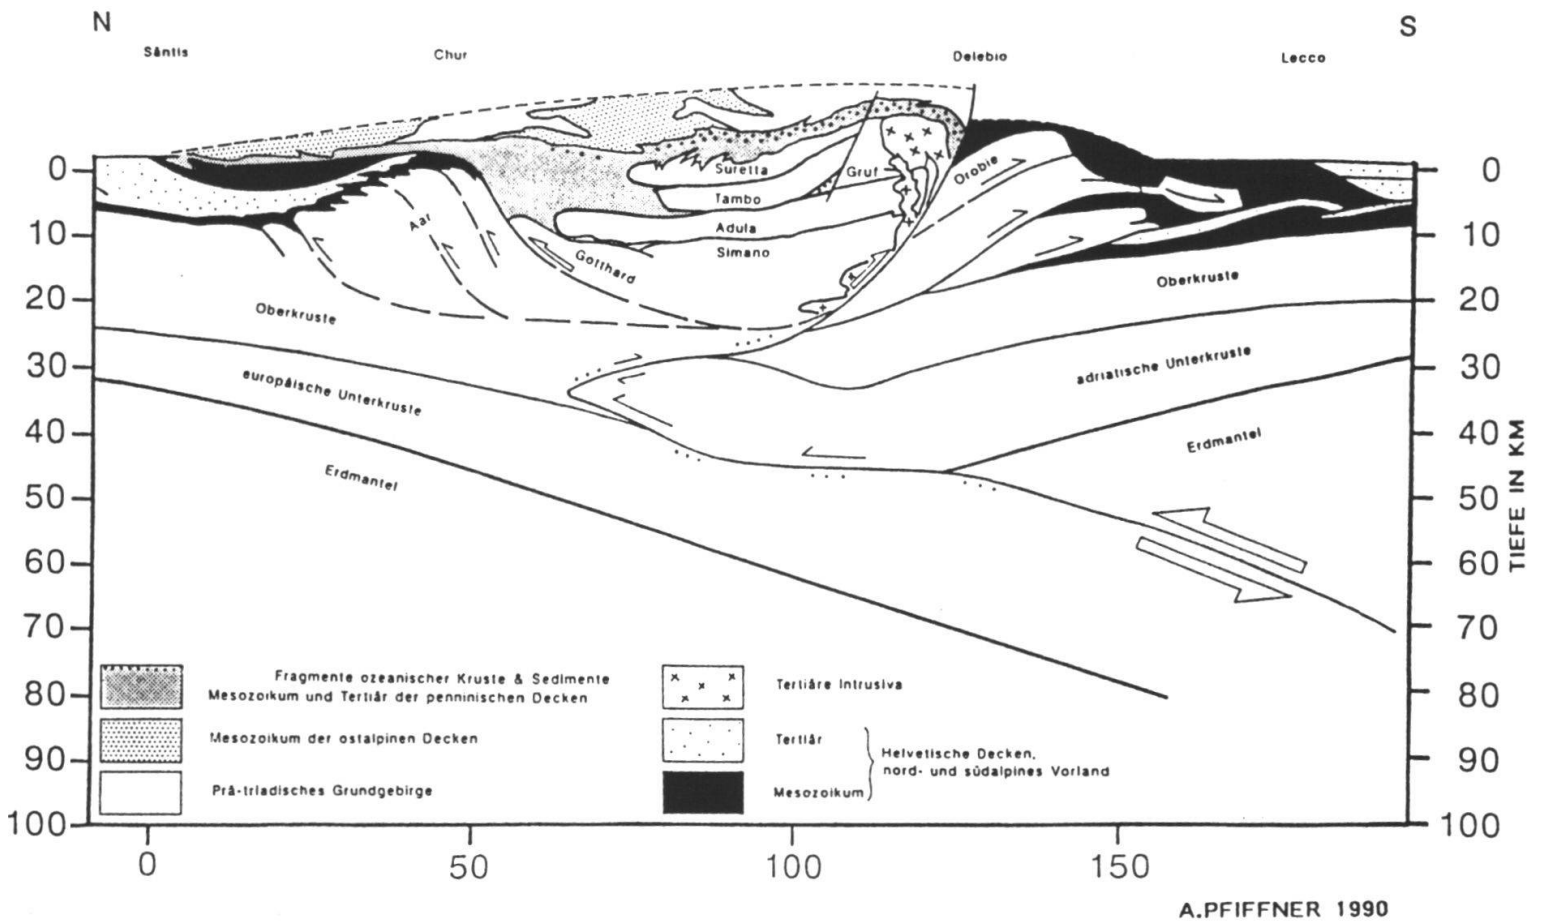 N
S
Säntis
Chur
Delebio
Lecco
0
10
20
30
40
50
60
70
80
90
100
0
10
20
30
40
50
60
70
80
90
100
TIEFE IN KM
Suretta
Gruf
Orobie
Tambo
Aar
Adula
Simano
Gotthard
Oberkruste
Oberkruste
europäische Unterkruste
adriatische Unterkruste
Erdmantel
Erdmantel
Fragmente ozeanischer Kruste & Sedimente
Mesozoikum und Tertiär der penninischen Decken
Mesozoikum der ostalpinen Decken
Prä-triadisches Grundgebirge
Tertiäre Intrusiva
Tertiär
Mesozoikum
Helvetische Decken,
nord- und südalpines Vorland
0
50
100
150
A.PFIFFNER 1990